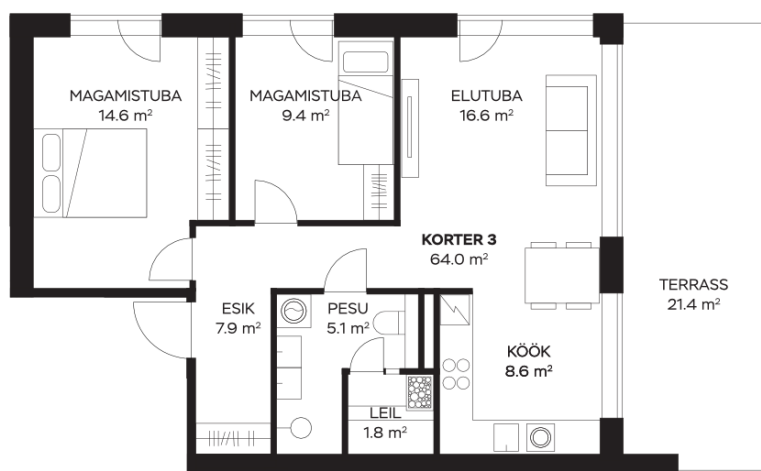 MAGAMISTUBA
14.6 m²
MAGAMISTUBA
9.4 m²
ELUTUBA
16.6 m²
KORTER 3
64.0 m²
TERRASS
21.4 m²
ESIK
7.9 m²
PESU
5.1 m²
KÖÖK
8.6 m²
LEIL
1.8 m²